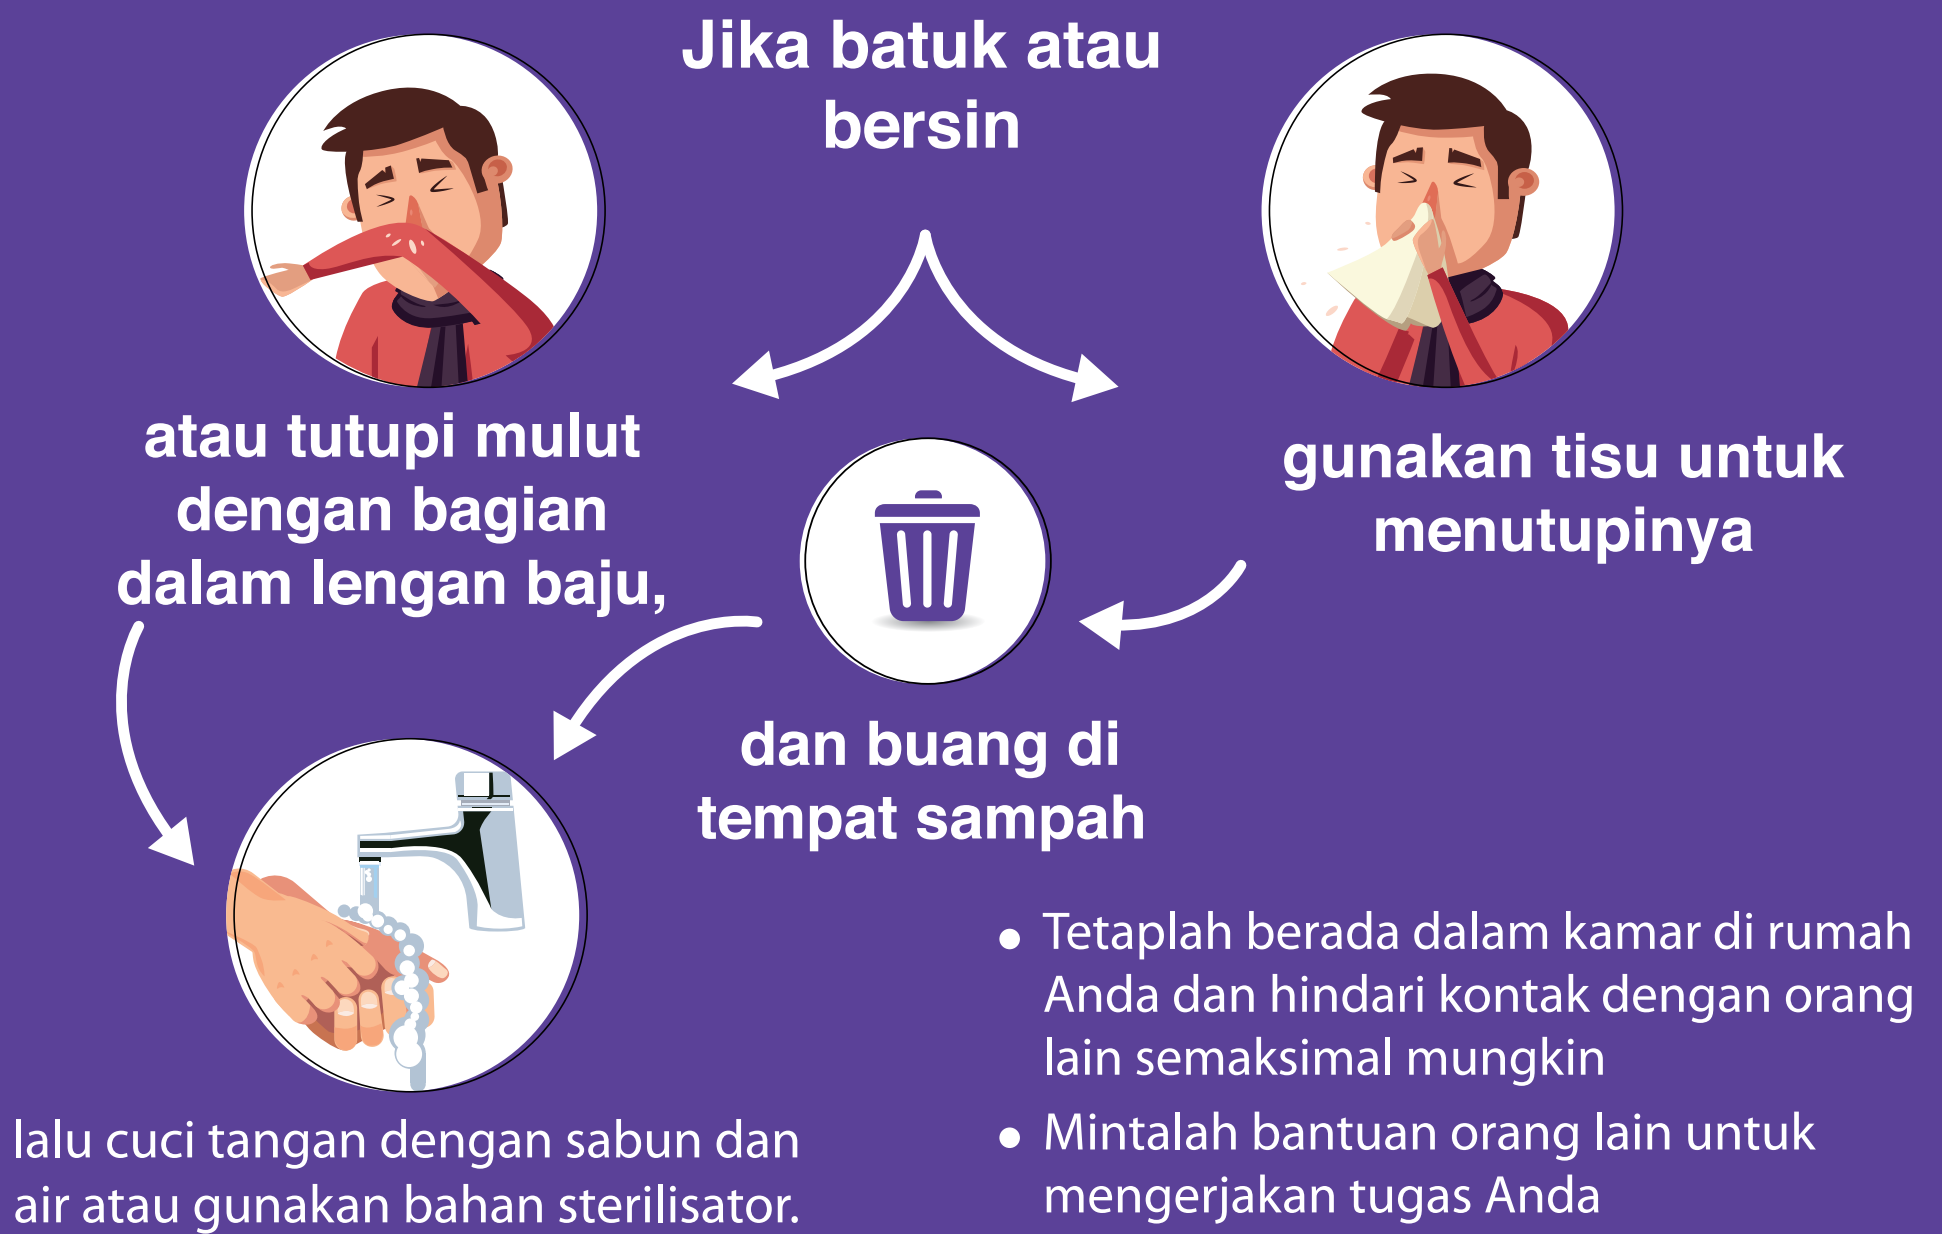 Jika batuk atau
bersin
gunakan tisu untuk
menutupinya
dan buang di
tempat sampah
atau tutupi mulut
dengan bagian
dalam lengan baju,
lalu cuci tangan dengan sabun dan
air atau gunakan bahan sterilisator.
● Tetaplah berada dalam kamar di rumah
Anda dan hindari kontak dengan orang
lain semaksimal mungkin
● Mintalah bantuan orang lain untuk
mengerjakan tugas Anda